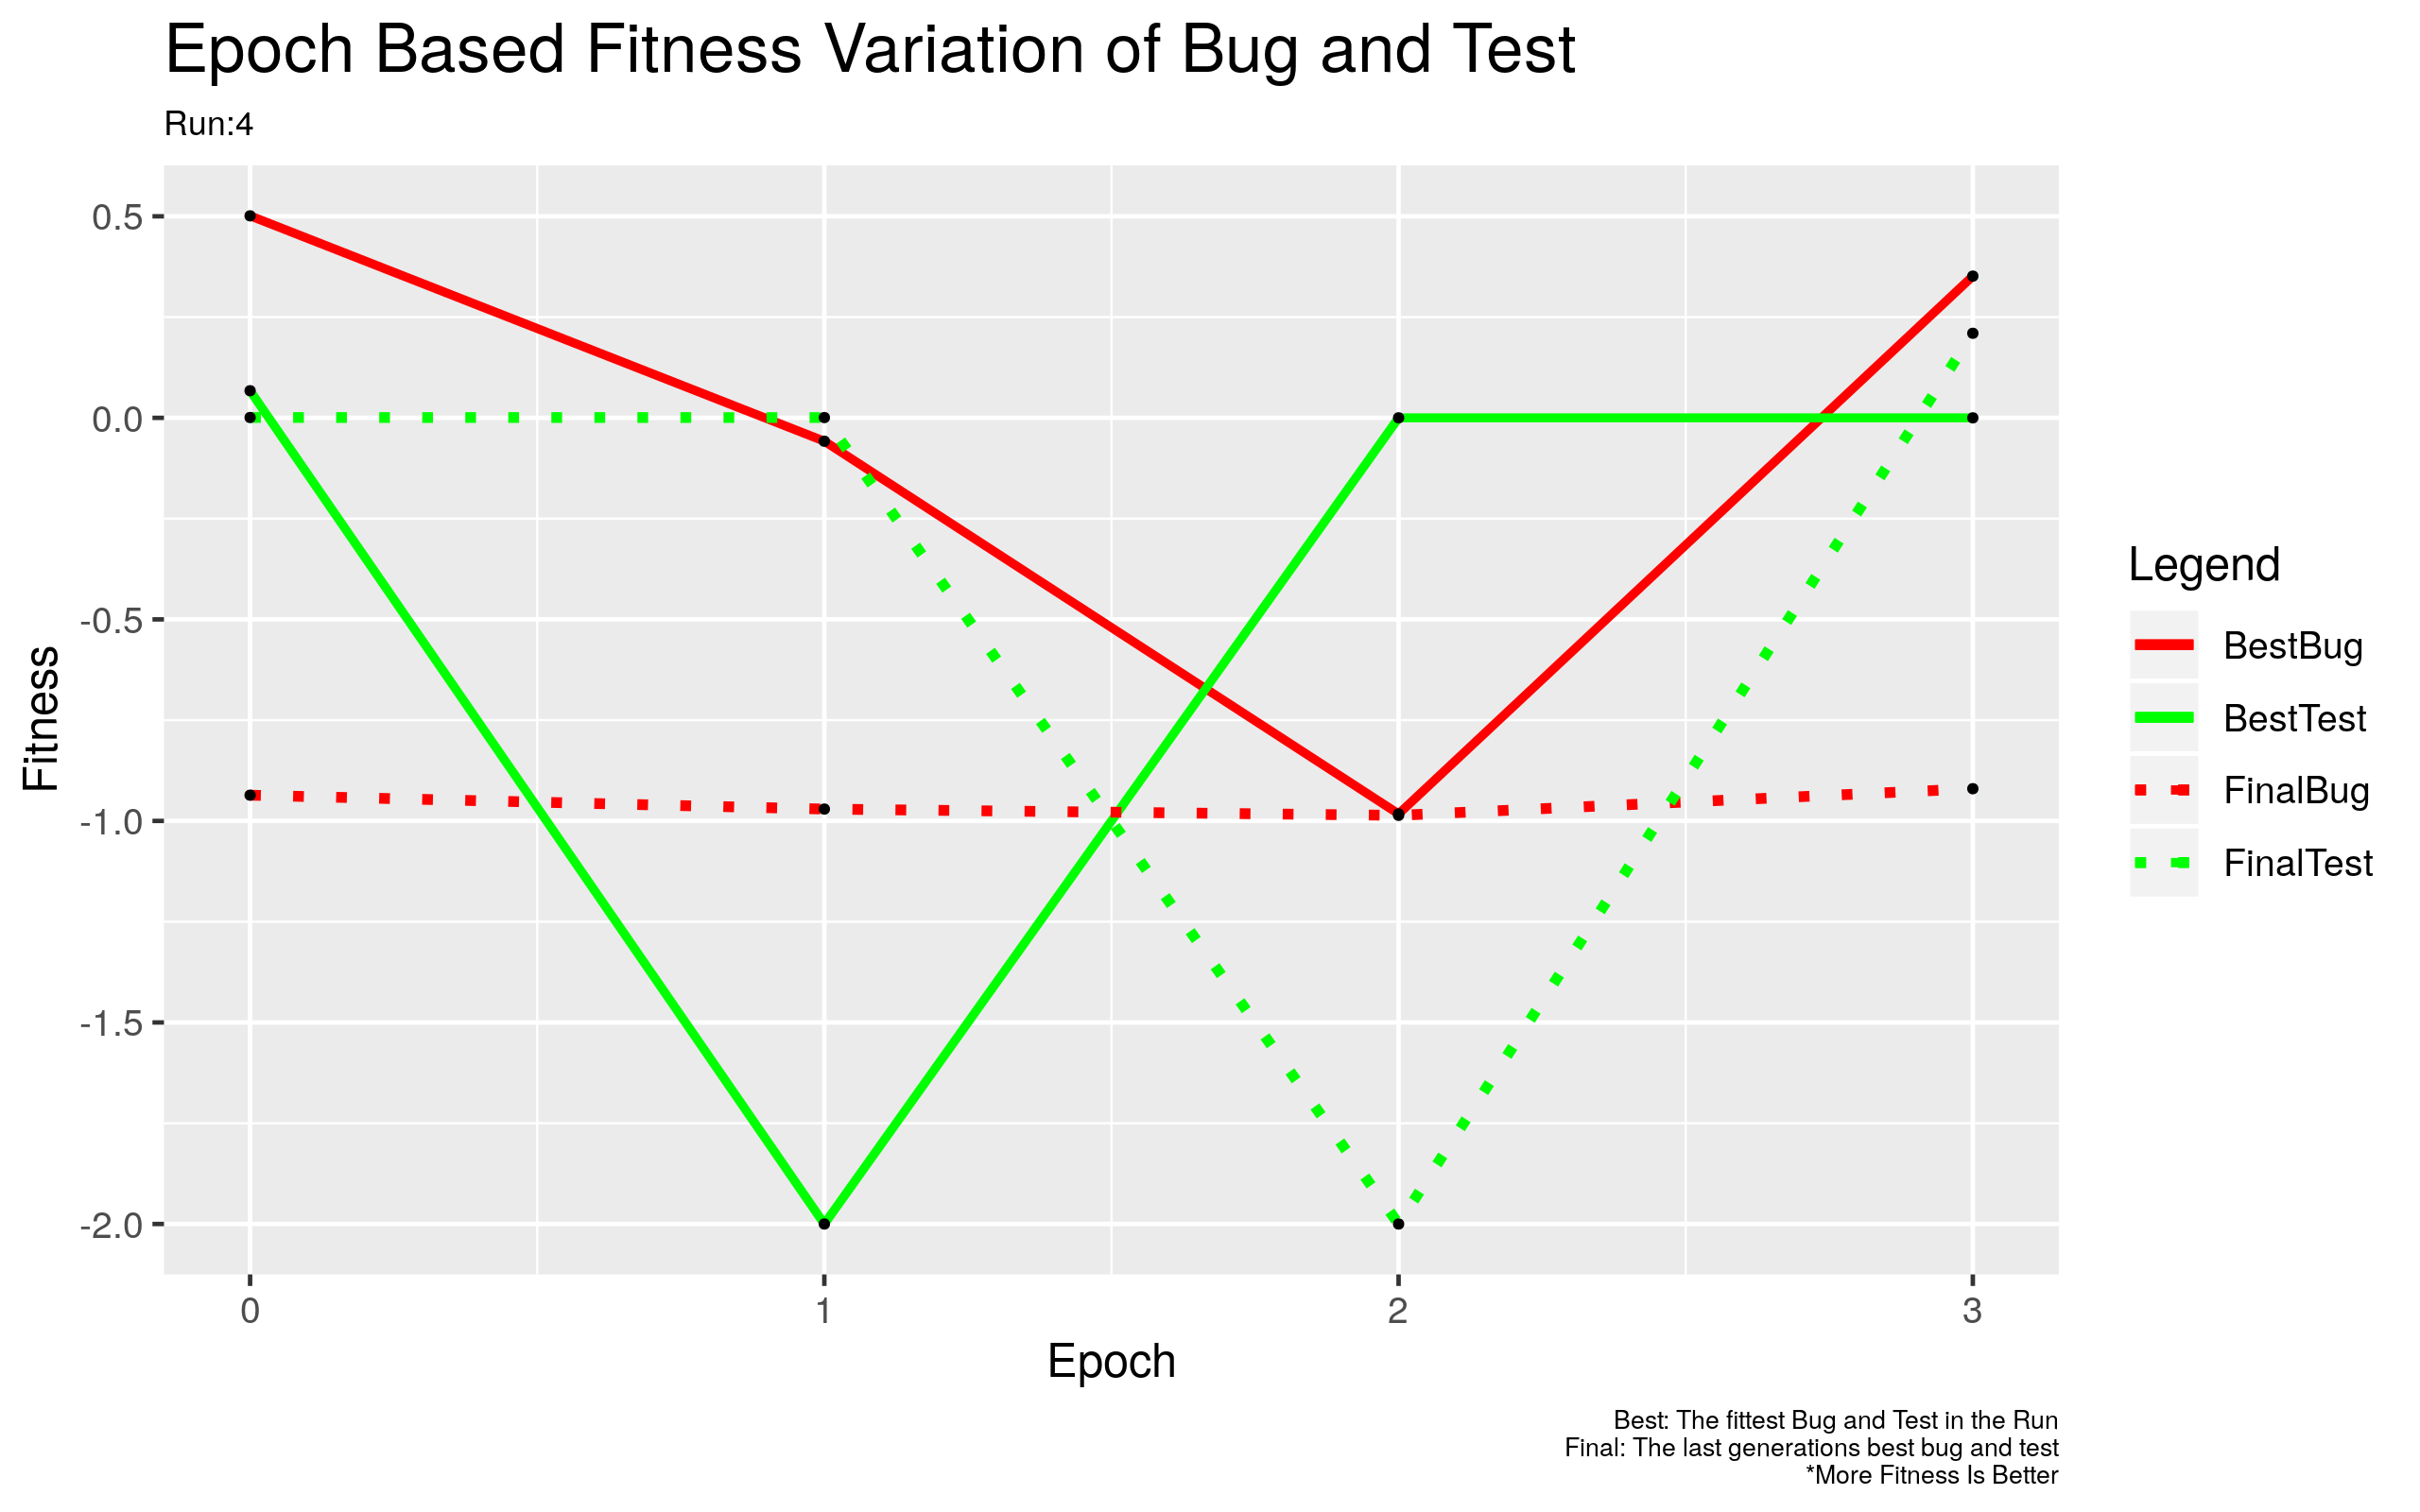 Epoch Based Fitness Variation of Bug and Test
Run:4
Fitness
0.5
0.0
-0.5
-1.0
-1.5
-2.0
0 1 2 3
Epoch
Legend
BestBug
BestTest
FinalBug
FinalTest
Best: The fittest Bug and Test in the Run
Final: The last generations best bug and test
*More Fitness Is Better